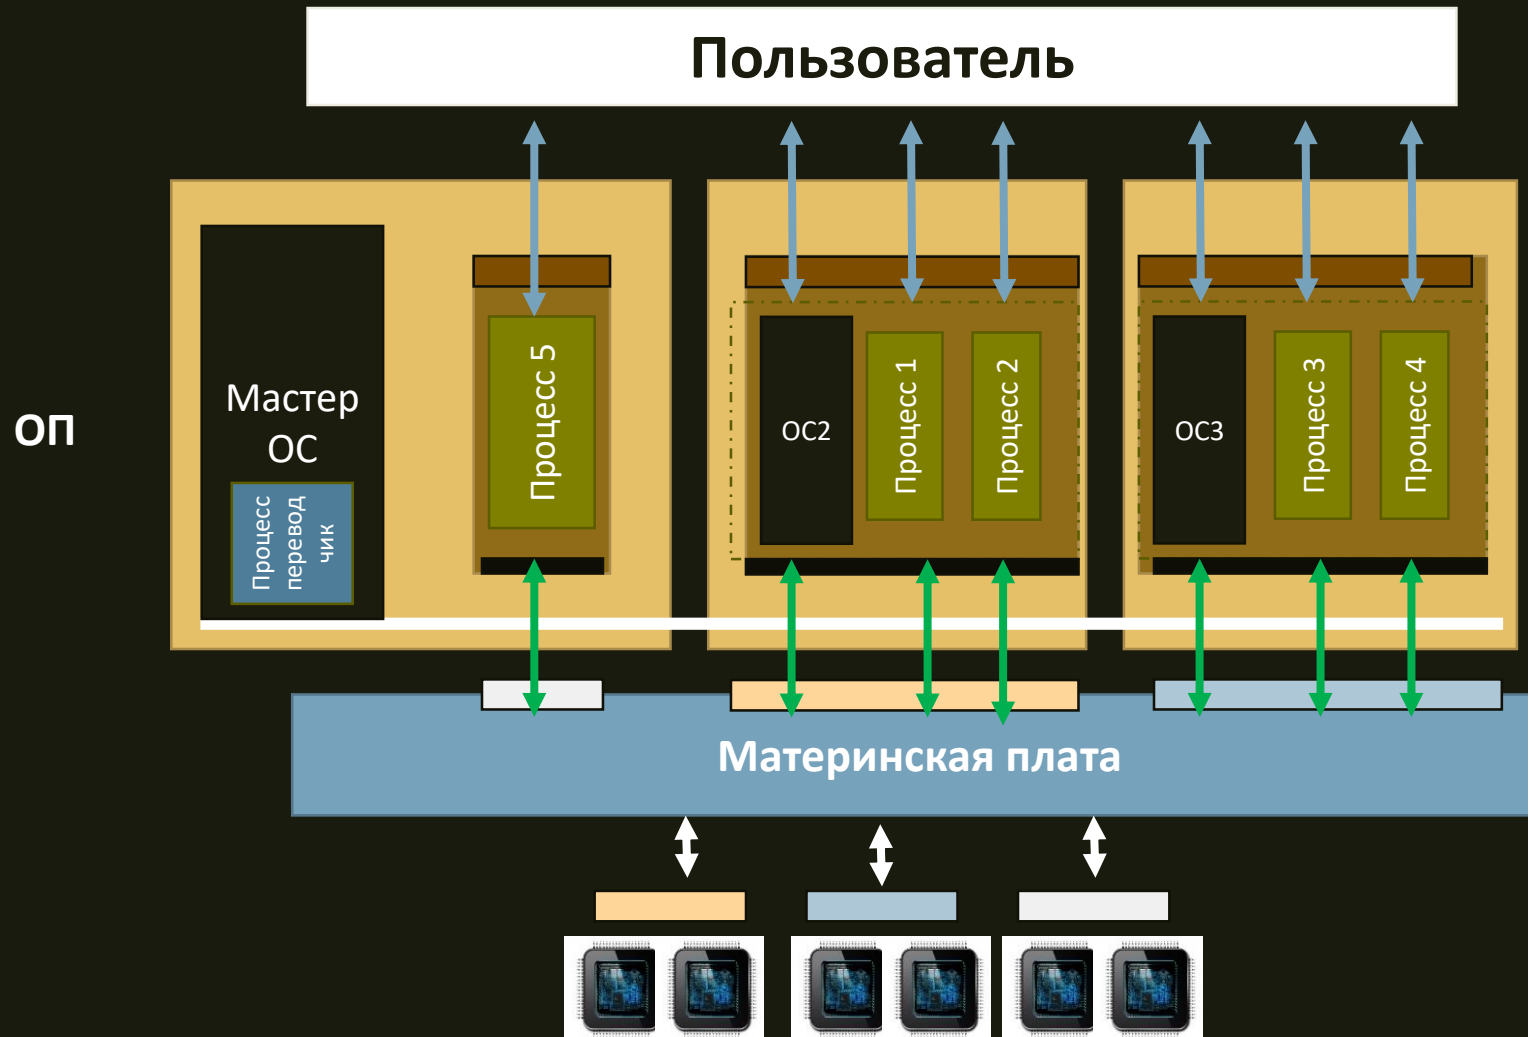 Пользователь
ОП
Мастер
ОС
Процесс
перевод
чик
Процесс 5
ОС2
Процесс 1
Процесс 2
ОС3
Процесс 3
Процесс 4
Материнская плата